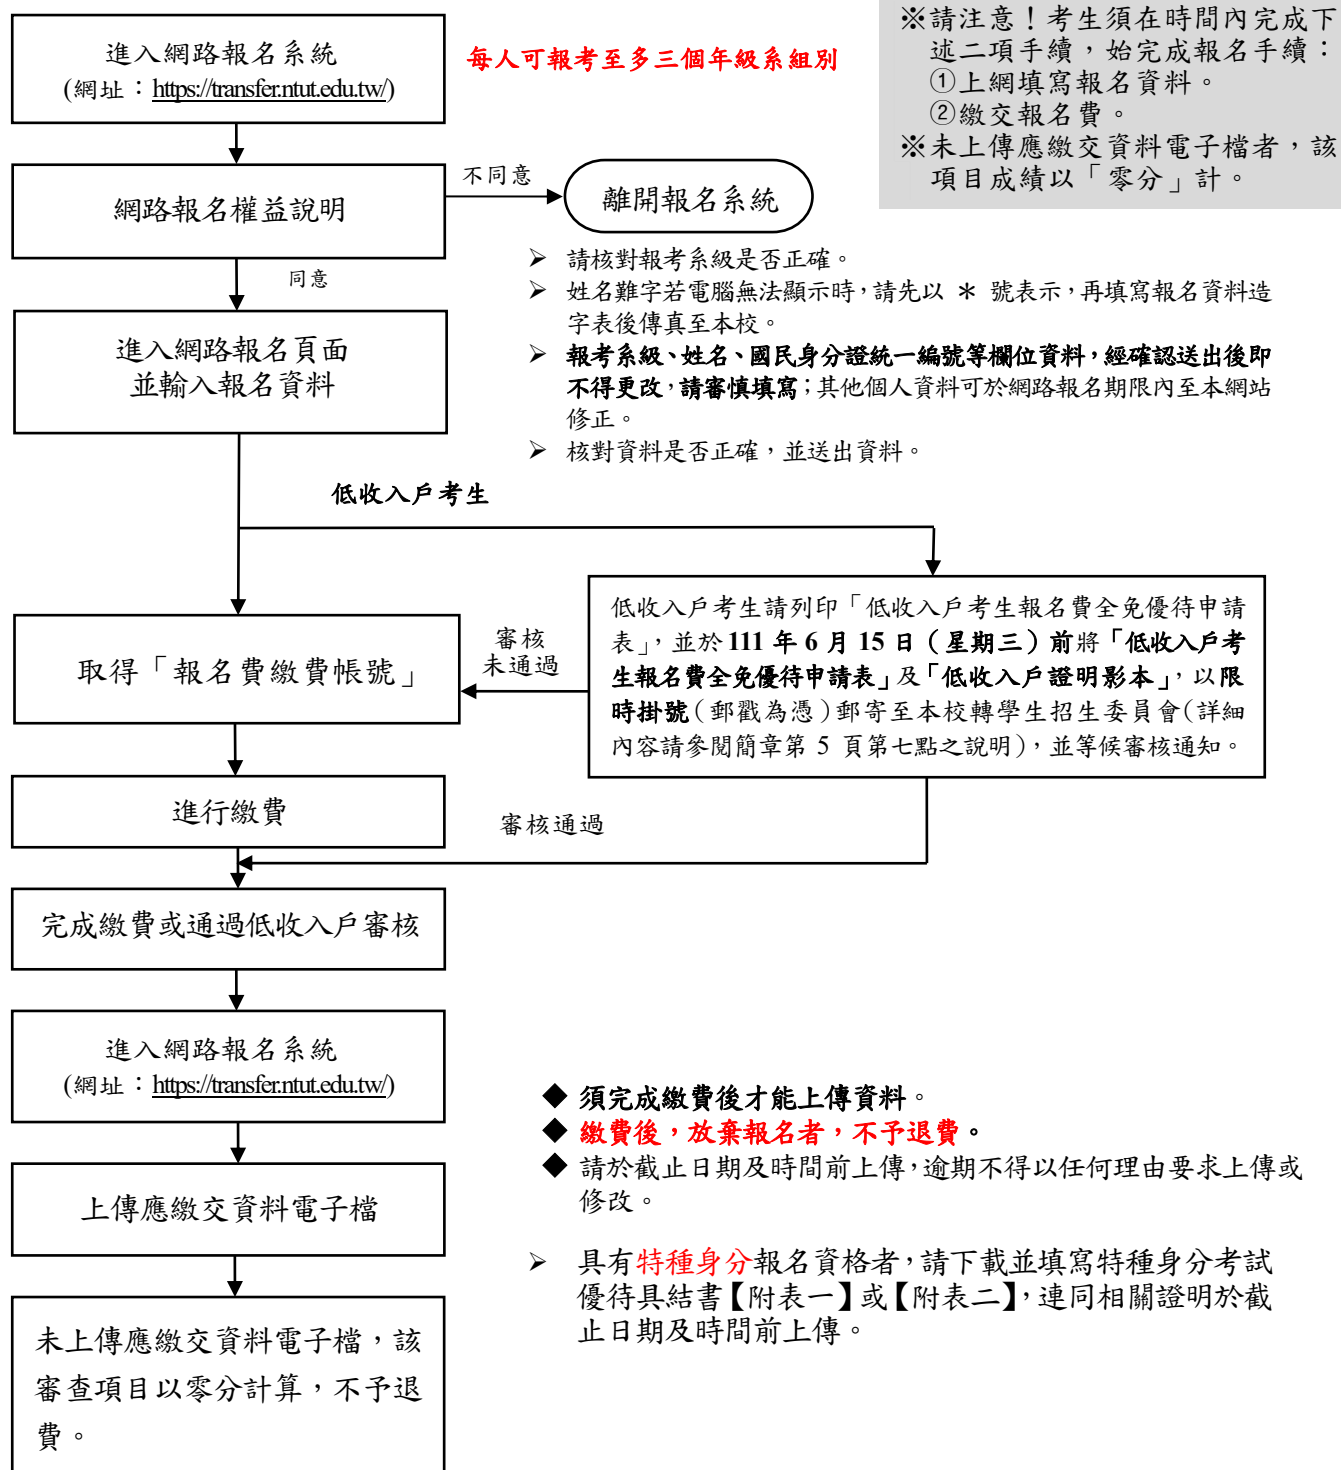 進入網路報名系統
(網址：https://transfer.ntut.edu.tw/)
每人可報考至多三個年級系組別
※請注意！考生須在時間內完成下
述二項手續，始完成報名手續：
①上網填寫報名資料。
②繳交報名費。
※未上傳應繳交資料電子檔者，該
項目成績以「零分」計。
網路報名權益說明
不同意
離開報名系統
同意
➢ 請核對報考系級是否正確。
➢ 姓名難字若電腦無法顯示時，請先以 ＊ 號表示，再填寫報名資料造
字表後傳真至本校。
➢ 報考系級、姓名、國民身分證統一編號等欄位資料，經確認送出後即
不得更改，請審慎填寫；其他個人資料可於網路報名期限內至本網站
修正。
➢ 核對資料是否正確，並送出資料。
進入網路報名頁面
並輸入報名資料
低收入戶考生
低收入戶考生請列印「低收入戶考生報名費全免優待申請
表」，並於 111 年 6 月 15 日（星期三）前將「低收入戶考
生報名費全免優待申請表」及「低收入戶證明影本」，以限
時掛號（郵戳為憑）郵寄至本校轉學生招生委員會（詳細
內容請參閱簡章第 5 頁第七點之說明），並等候審核通知。
審核
未通過
取得「報名費繳費帳號」
進行繳費
審核通過
完成繳費或通過低收入戶審核
進入網路報名系統
(網址：https://transfer.ntut.edu.tw/)
◆ 須完成繳費後才能上傳資料。
◆ 繳費後，放棄報名者，不予退費。
◆ 請於截止日期及時間前上傳，逾期不得以任何理由要求上傳或
修改。
上傳應繳交資料電子檔
➢ 具有特種身分報名資格者，請下載並填寫特種身分考試
優待具結書【附表一】或【附表二】，連同相關證明於截
止日期及時間前上傳。
未上傳應繳交資料電子檔，該
審查項目以零分計算，不予退
費。